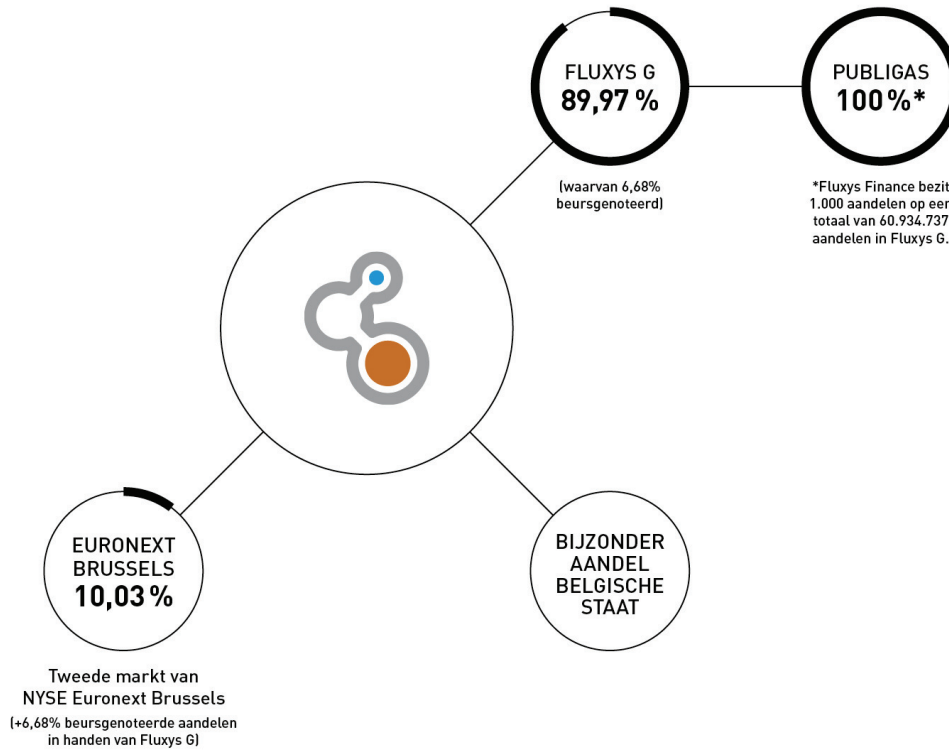 FLUXYS G
89,97 %
(waarvan 6,68%
beursgenoteerd)
PUBLIGAS
100 %*
*Fluxys Finance bezit
1.000 aandelen op een
totaal van 60.934.737
aandelen in Fluxys G.
EURONEXT
BRUSSELS
10,03 %
Tweede markt van
NYSE Euronext Brussels
(+6,68% beursgenoteerde aandelen
in handen van Fluxys G)
BIJZONDER
AANDEL
BELGISCHE
STAAT